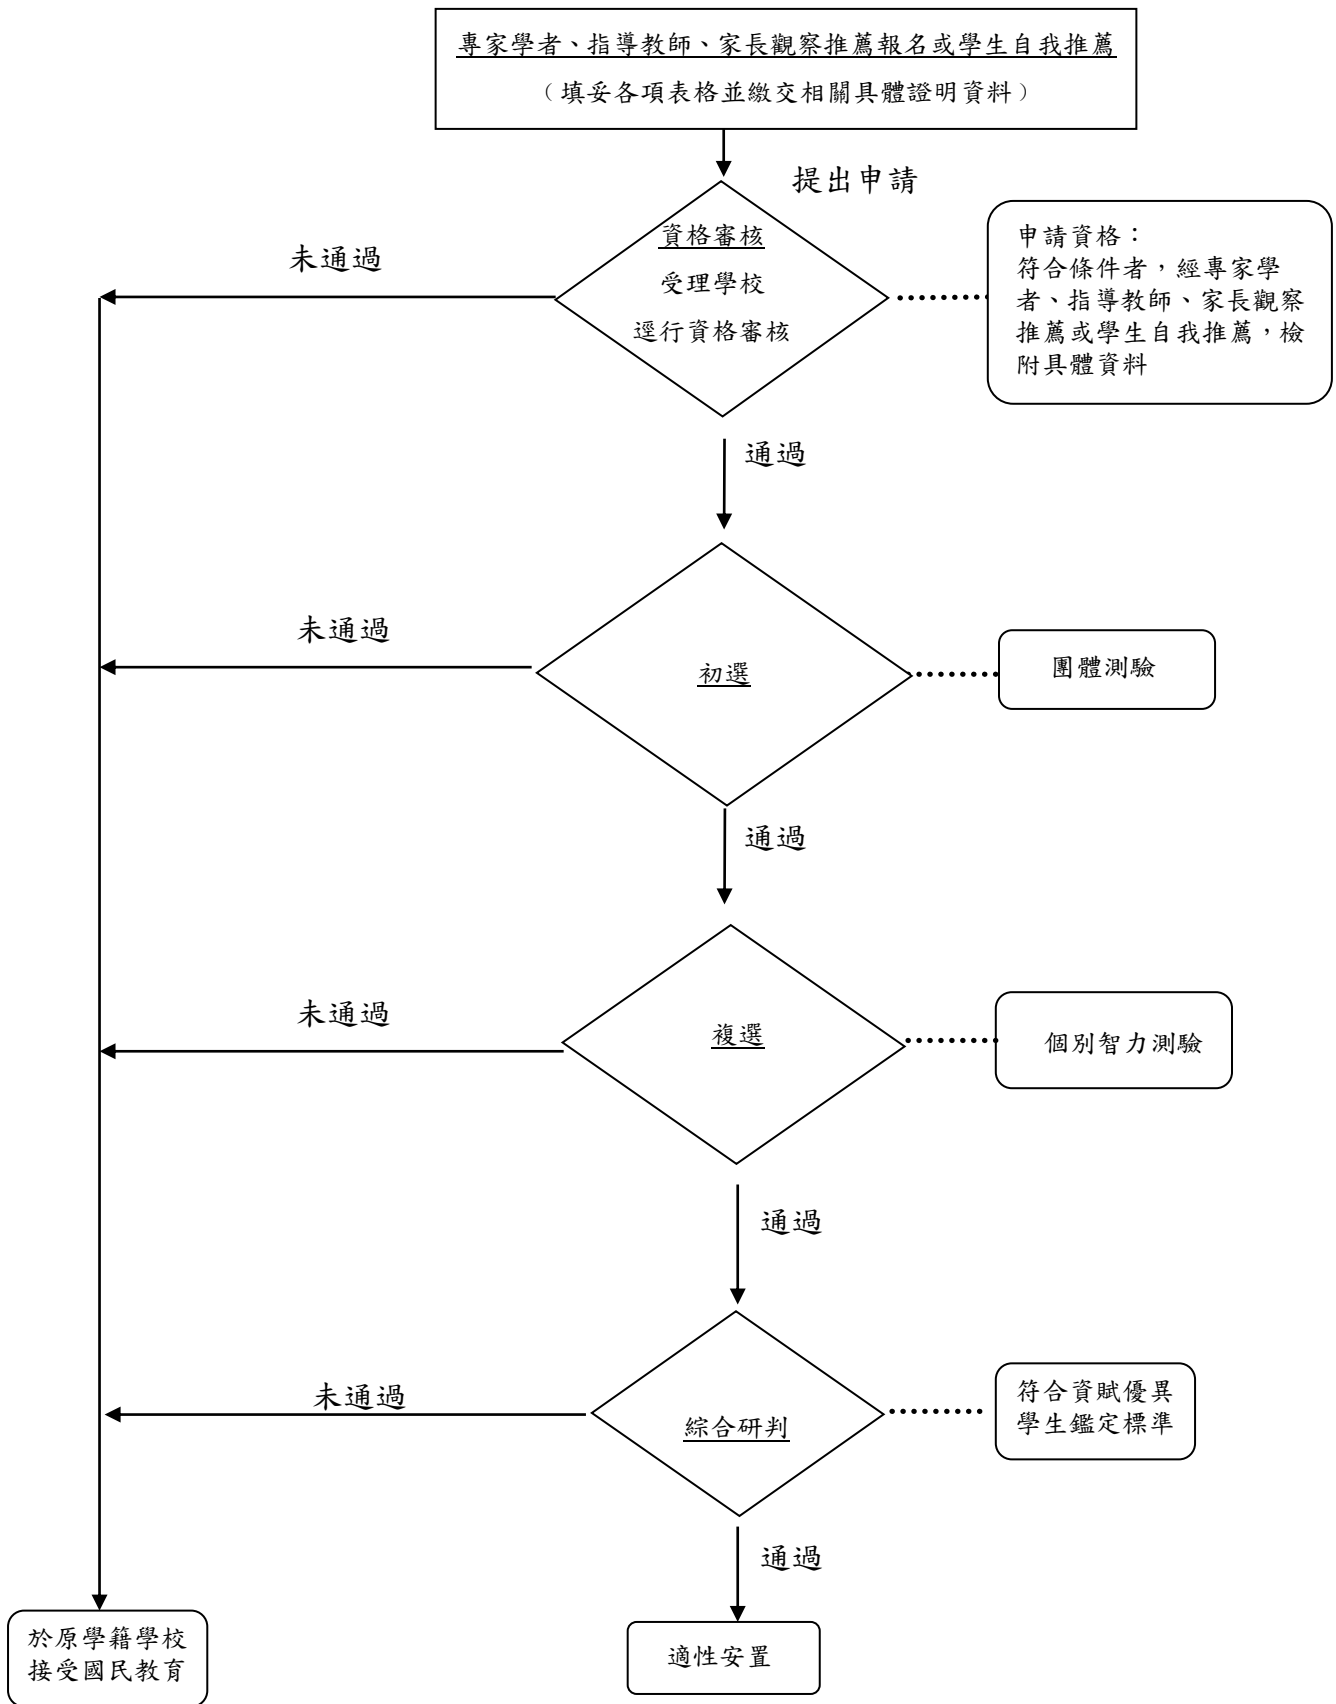 專家學者、指導教師、家長觀察推薦報名或學生自我推薦
（填妥各項表格並繳交相關具體證明資料）
提出申請
資格審核
受理學校
逕行資格審核
未通過
申請資格：
符合條件者，經專家學
者、指導教師、家長觀察
推薦或學生自我推薦，檢
附具體資料
通過
未通過
初選
團體測驗
通過
未通過
複選
個別智力測驗
通過
未通過
綜合研判
符合資賦優異
學生鑑定標準
通過
於原學籍學校
接受國民教育
適性安置